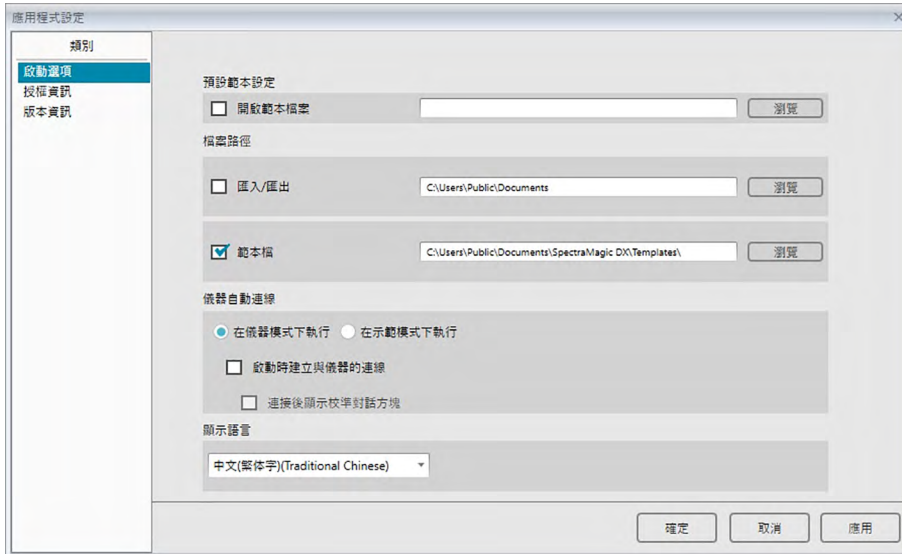 應用程式設定
類別
啟動選項
授權資訊
版本資訊
預設範本設定
開啟範本檔案 瀏覽
檔案路徑
匯入/匯出 C:\Users\Public\Documents 瀏覽
範本檔 C:\Users\Public\Documents\SpectraMagic DX\Templates\ 瀏覽
儀器自動連線
在儀器模式下執行 在示範模式下執行
啟動時建立與儀器的連線
連接後顯示校準對話方塊
顯示語言
中文(繁体字)(Traditional Chinese)
確定 取消 應用